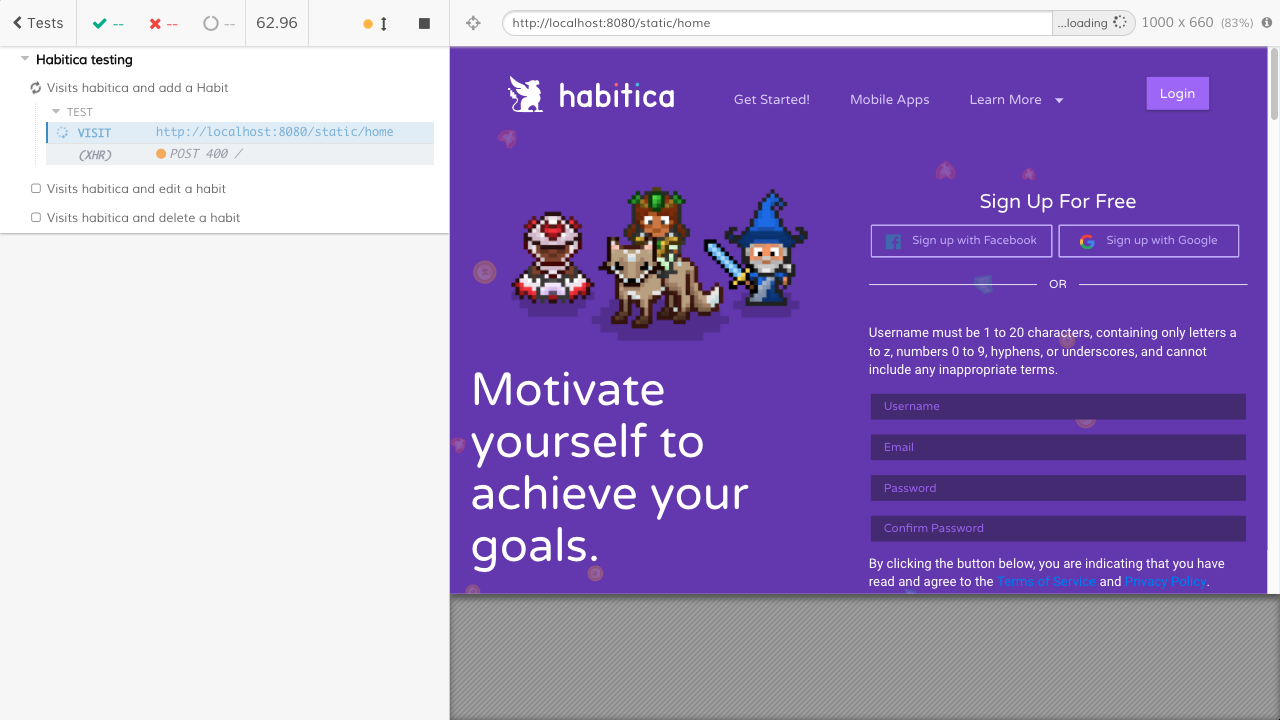 Tests
--
--
--
62.96
http://localhost:8080/static/home
...loading
1000 x 660 (83%)
Habitica testing
Visits habitica and add a Habit
TEST
VISIT http://localhost:8080/static/home
(XHR) POST 400 /
Visits habitica and edit a habit
Visits habitica and delete a habit
habitica
Get Started!
Mobile Apps
Learn More
Login
Sign Up For Free
Sign up with Facebook
Sign up with Google
OR
Username must be 1 to 20 characters, containing only letters a
to z, numbers 0 to 9, hyphens, or underscores, and cannot
include any inappropriate terms.
Username
Email
Password
Confirm Password
By clicking the button below, you are indicating that you have
read and agree to the Terms of Service and Privacy Policy.
Motivate
yourself to
achieve your
goals.